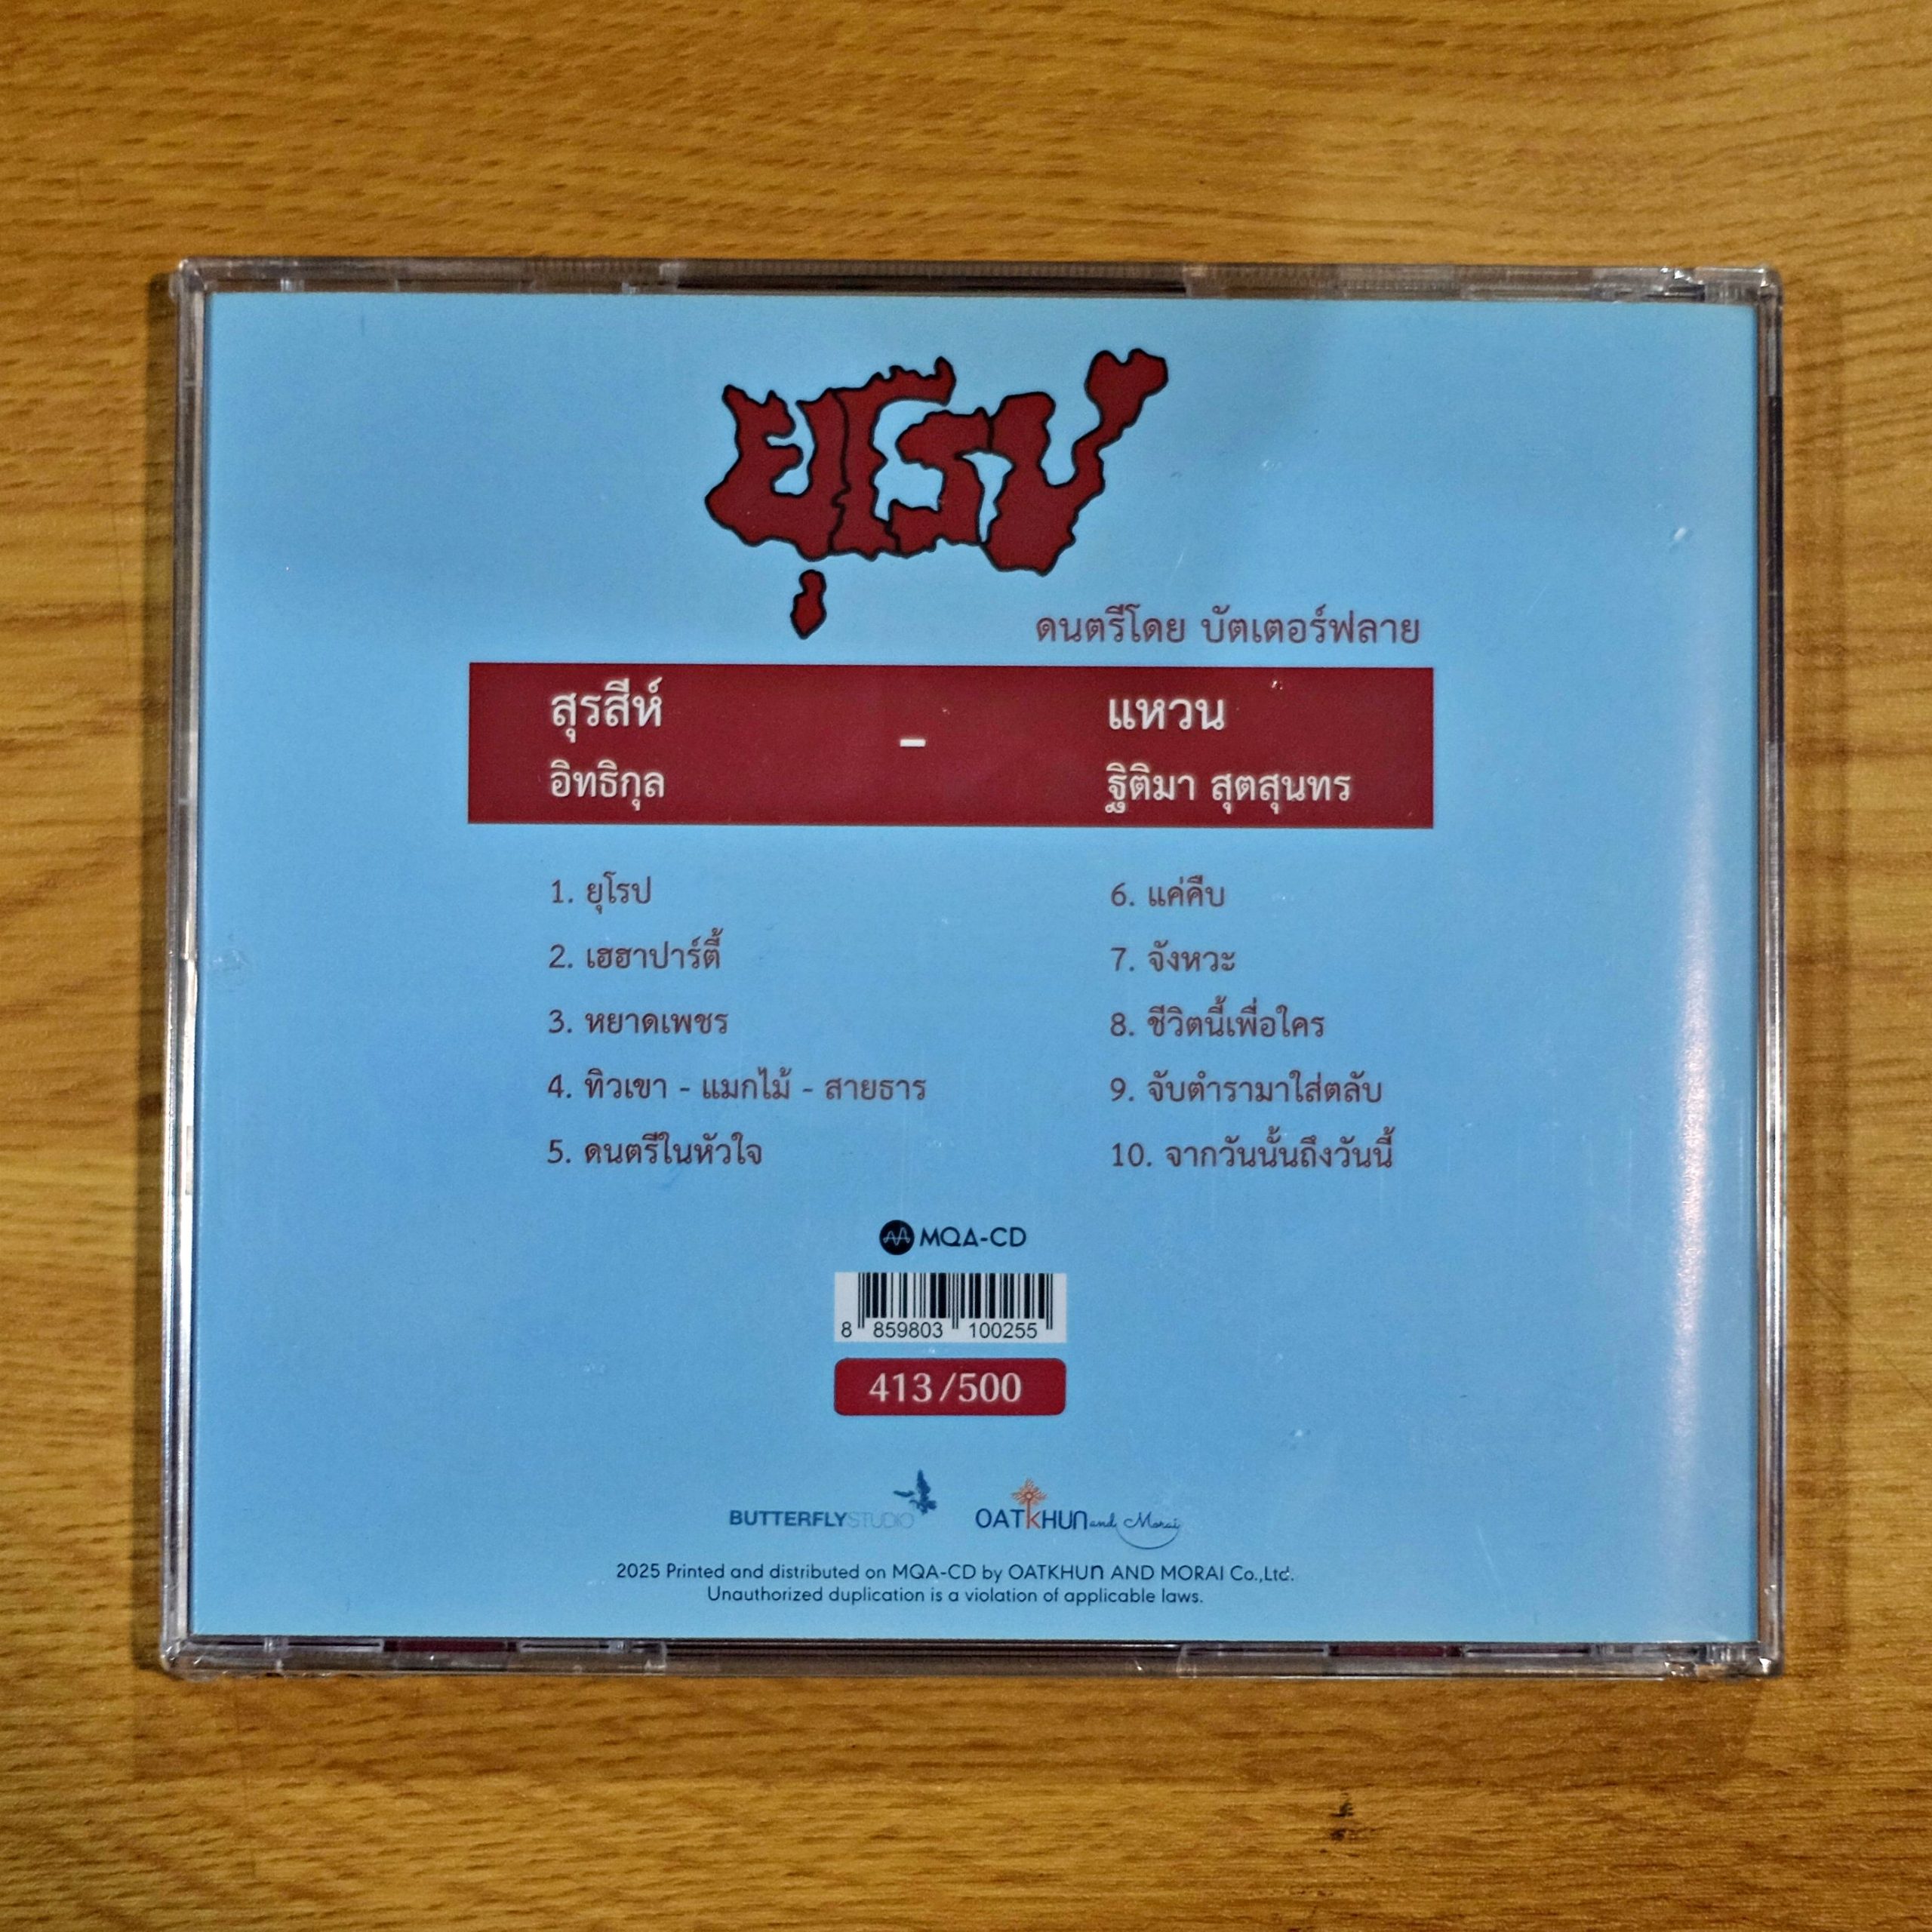 ยุโรป
ดนตรีโดย บัตเตอร์ฟลาย
สุรสีห์ - แหวน
อิทธิกุล ฐิติมา สุตสุนทร
1. ยุโรป
2. เฮฮาปาร์ตี้
3. หยาดเพชร
4. ทิวเขา - แมกไม้ - สายธาร
5. ดนตรีในหัวใจ
6. แค่คืบ
7. จังหวะ
8. ชีวิตนี้เพื่อใคร
9. จับตำรามาใส่ตลับ
10. จากวันนั้นถึงวันนี้
MQA-CD
8 859803 100255
413/500
BUTTERFLYSTUDIO
OATKHUN and Morai
2025 Printed and distributed on MQA-CD by OATKHUN AND MORAI Co.,Ltd.
Unauthorized duplication is a violation of applicable laws.